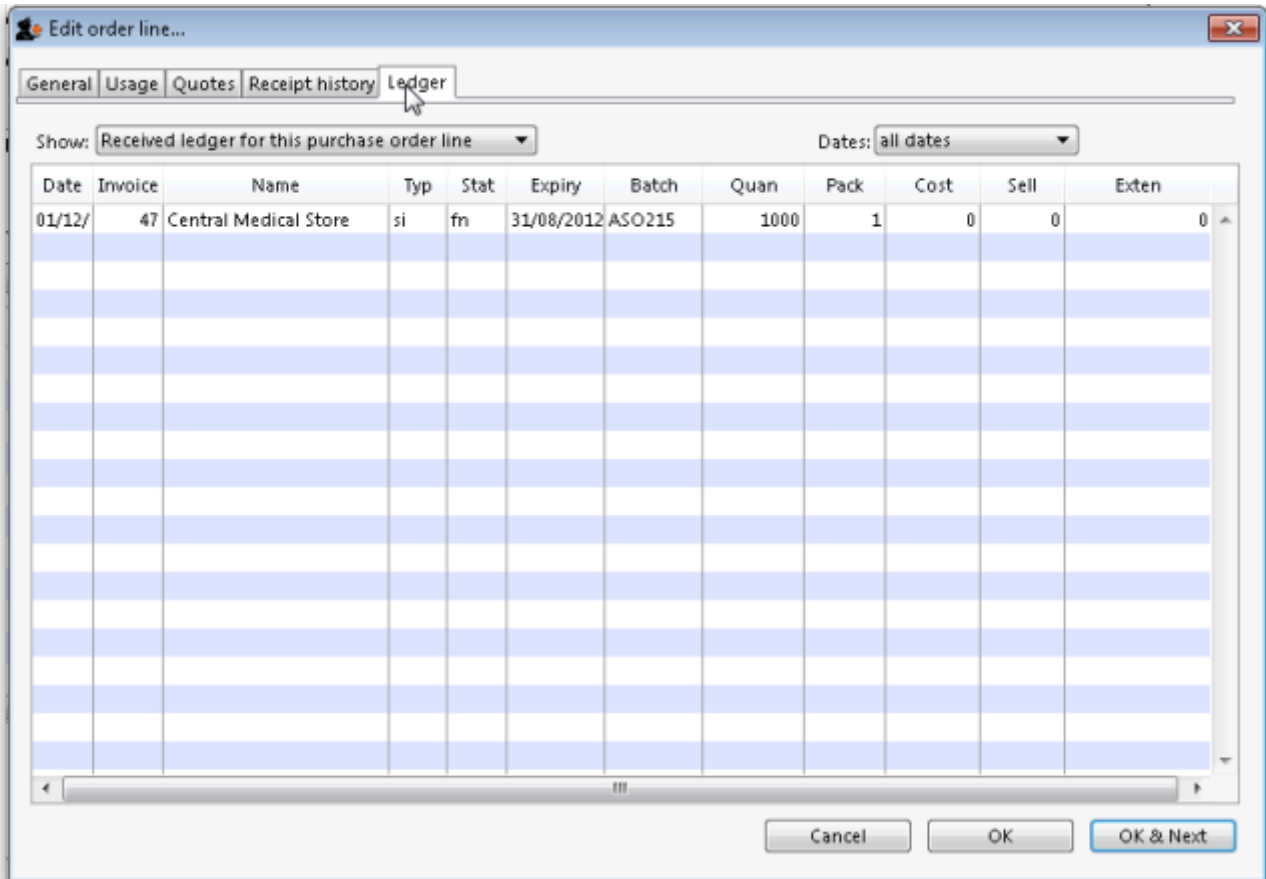 Edit order line...
General Usage Quotes Receipt history Ledger
Show: Received ledger for this purchase order line Dates: all dates
Date Invoice Name Typ Stat Expiry Batch Quan Pack Cost Sell Exten
01/12/ 47 Central Medical Store si fn 31/08/2012 ASO215 1000 1 0 0 0
Cancel OK OK & Next